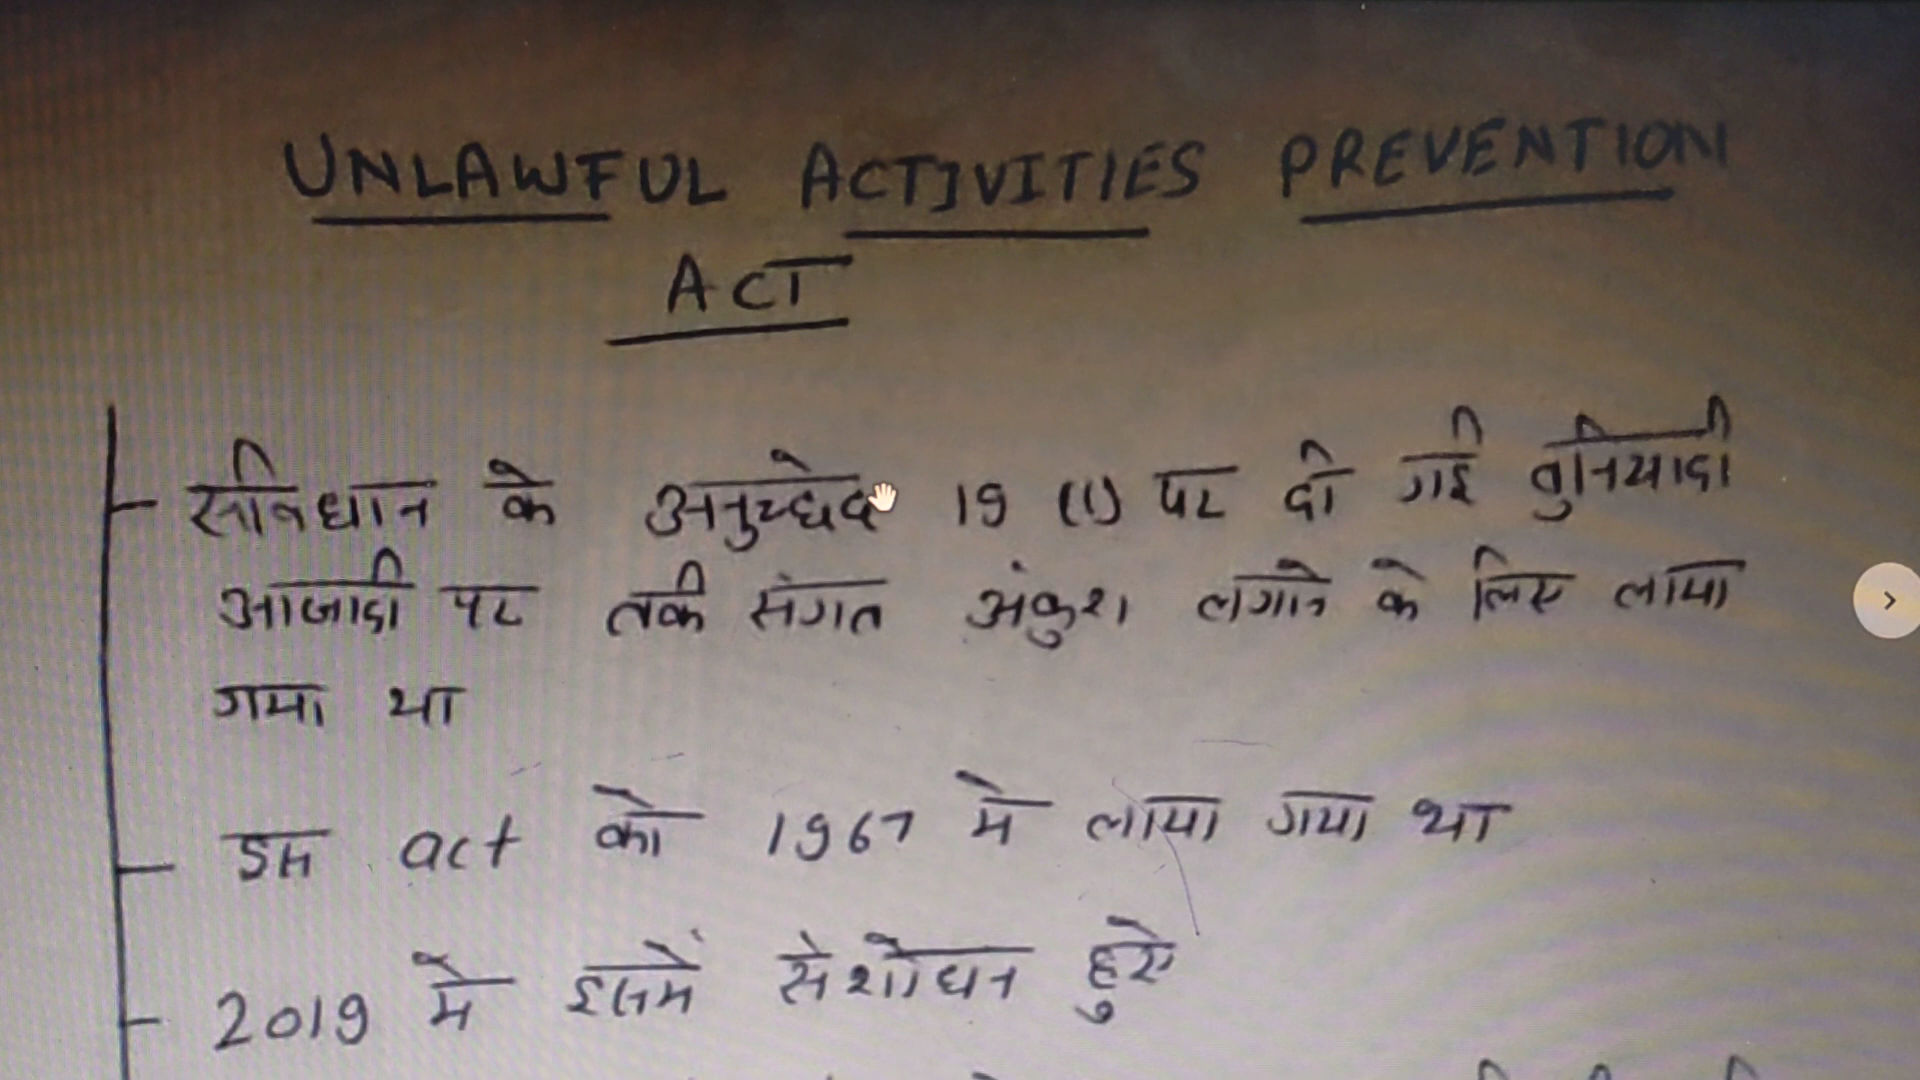 UNLAWFUL ACTIVITIES PREVENTION
ACT
संविधान के अनुच्छेद 19 (1) पर दी गई बुनियादी
आजादी पर तर्क संगत अंकुश लगाने के लिए लाया
गया था
इस act को 1967 मे लाया गया था
2019 मे इसमें संशोधन हुऐ